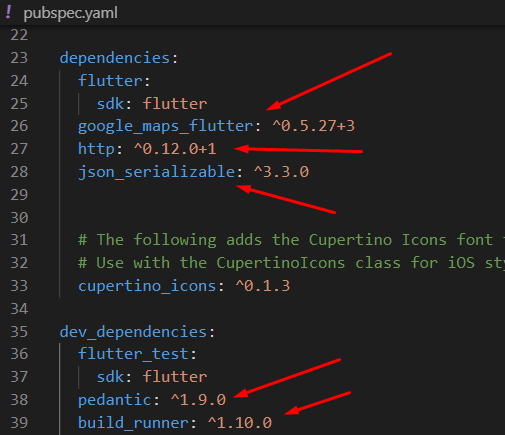 ! pubspec.yaml
22
23 dependencies:
24 flutter:
25 sdk: flutter
26 google_maps_flutter: ^0.5.27+3
27 http: ^0.12.0+1
28 json_serializable: ^3.3.0
29
30
31 # The following adds the Cupertino Icons font
32 # Use with the CupertinoIcons class for iOS
33 cupertino_icons: ^0.1.3
34
35 dev_dependencies:
36 flutter_test:
37 sdk: flutter
38 pedantic: ^1.9.0
39 build_runner: ^1.10.0